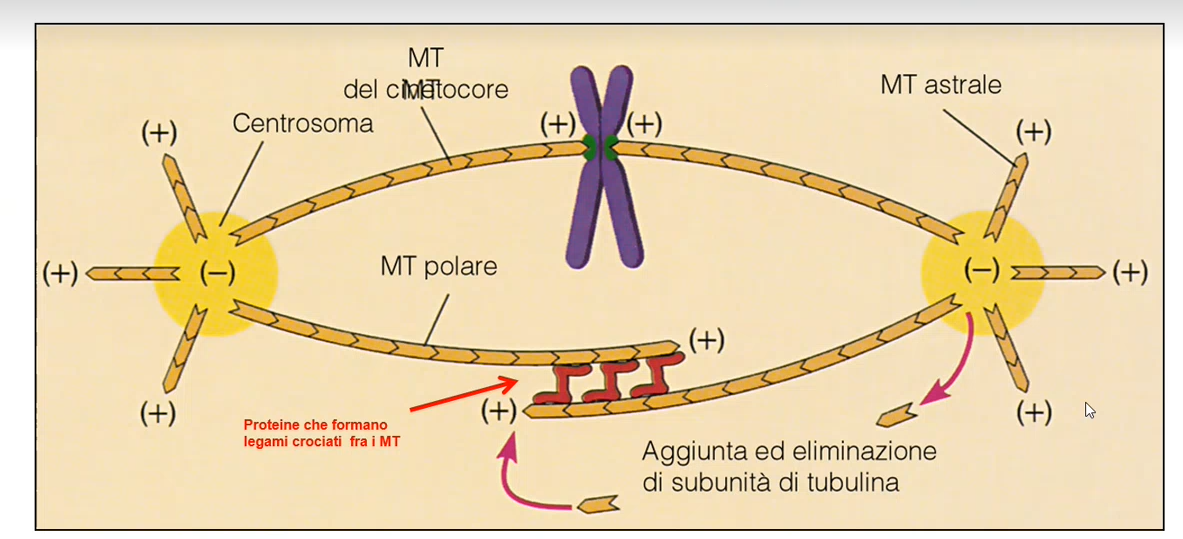 MT
del cinetocore
MT
MT astrale
Centrosoma
(+)
(+)
(+)
(+)
(+)
(−)
MT polare
(−)
(+)
(+)
(+)
(+)
(+)
Proteine che formano
legami crociati fra i MT
Aggiunta ed eliminazione
di subunità di tubulina